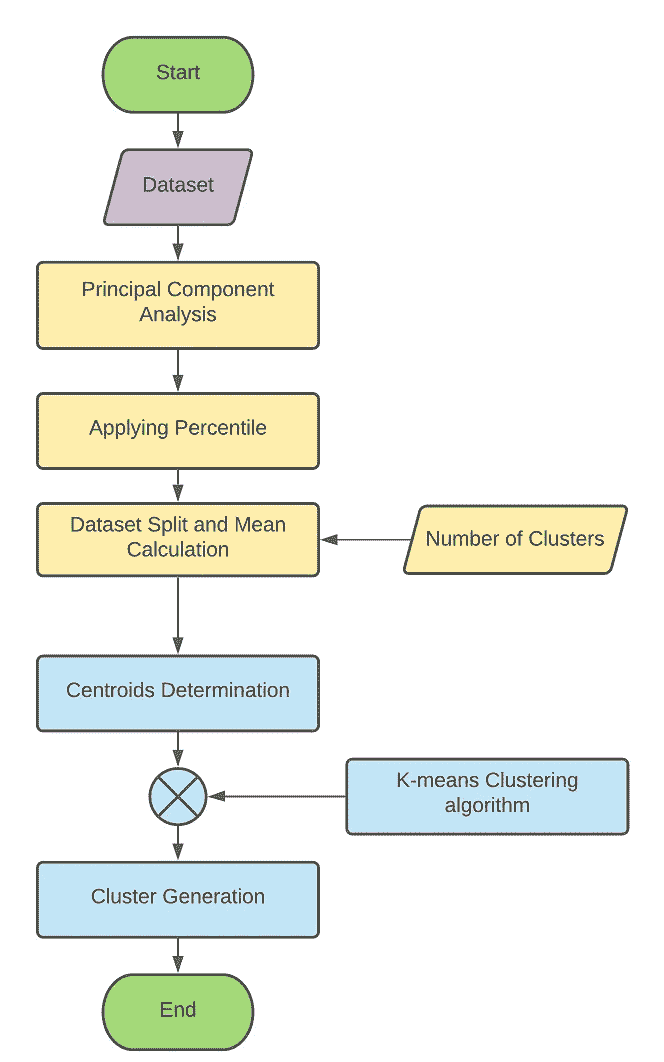 Start
Dataset
Principal Component
Analysis
Applying Percentile
Dataset Split and Mean
Calculation
Number of Clusters
Centroids Determination
K-means Clustering
algorithm
Cluster Generation
End